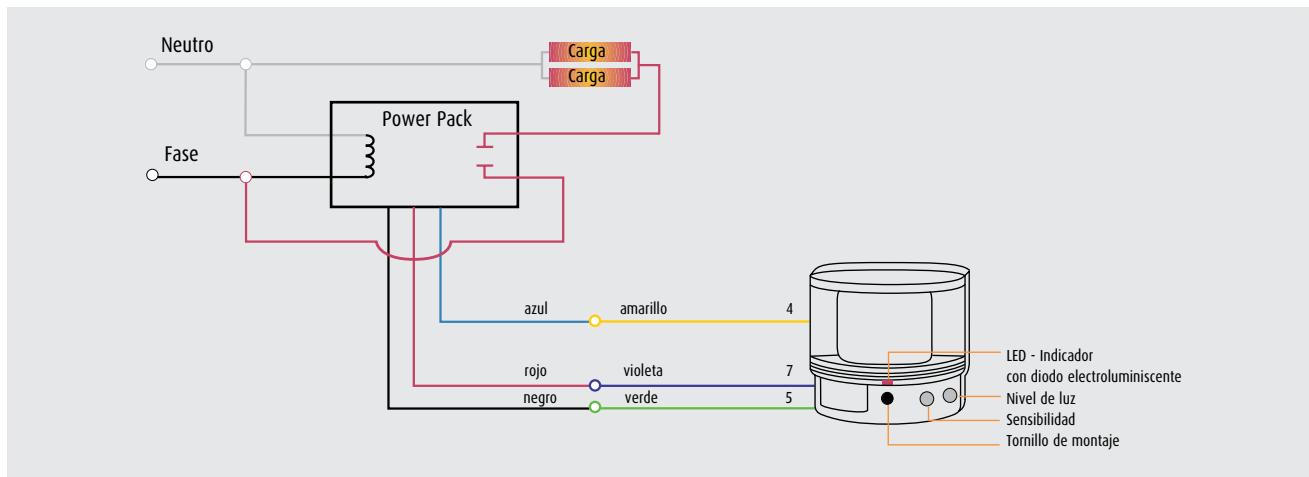 Neutro
Carga
Carga
Power Pack
Fase
azul
amarillo
4
rojo
violeta
7
negro
verde
5
LED - Indicador
con diodo electroluminiscente
Nivel de luz
Sensibilidad
Tornillo de montaje